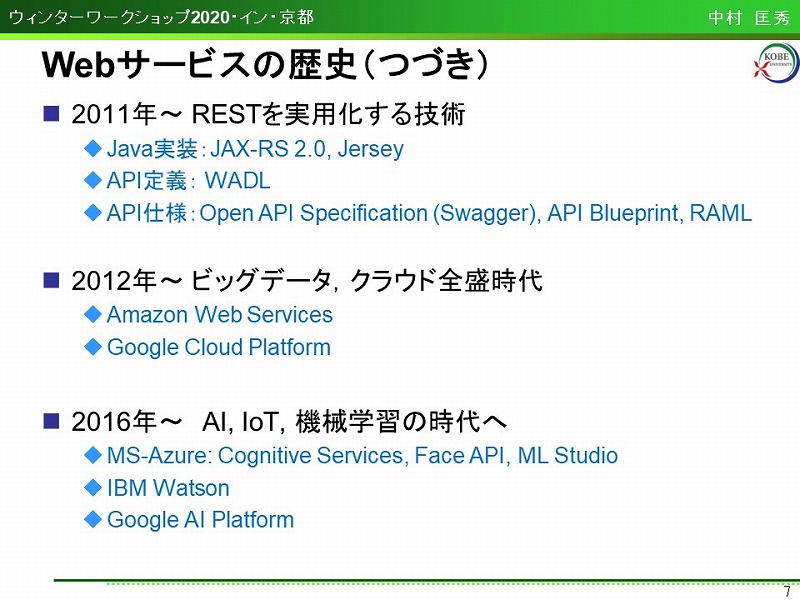 ウィンターワークショップ2020・イン・京都
中村 匡秀
Webサービスの歴史(つづき)
KOBE
UNIVERSITY
2011年～ RESTを実用化する技術
Java実装：JAX-RS 2.0, Jersey
API定義： WADL
API仕様：Open API Specification (Swagger), API Blueprint, RAML
2012年～ ビッグデータ，クラウド全盛時代
Amazon Web Services
Google Cloud Platform
2016年～ AI, IoT, 機械学習の時代へ
MS-Azure: Cognitive Services, Face API, ML Studio
IBM Watson
Google AI Platform
7